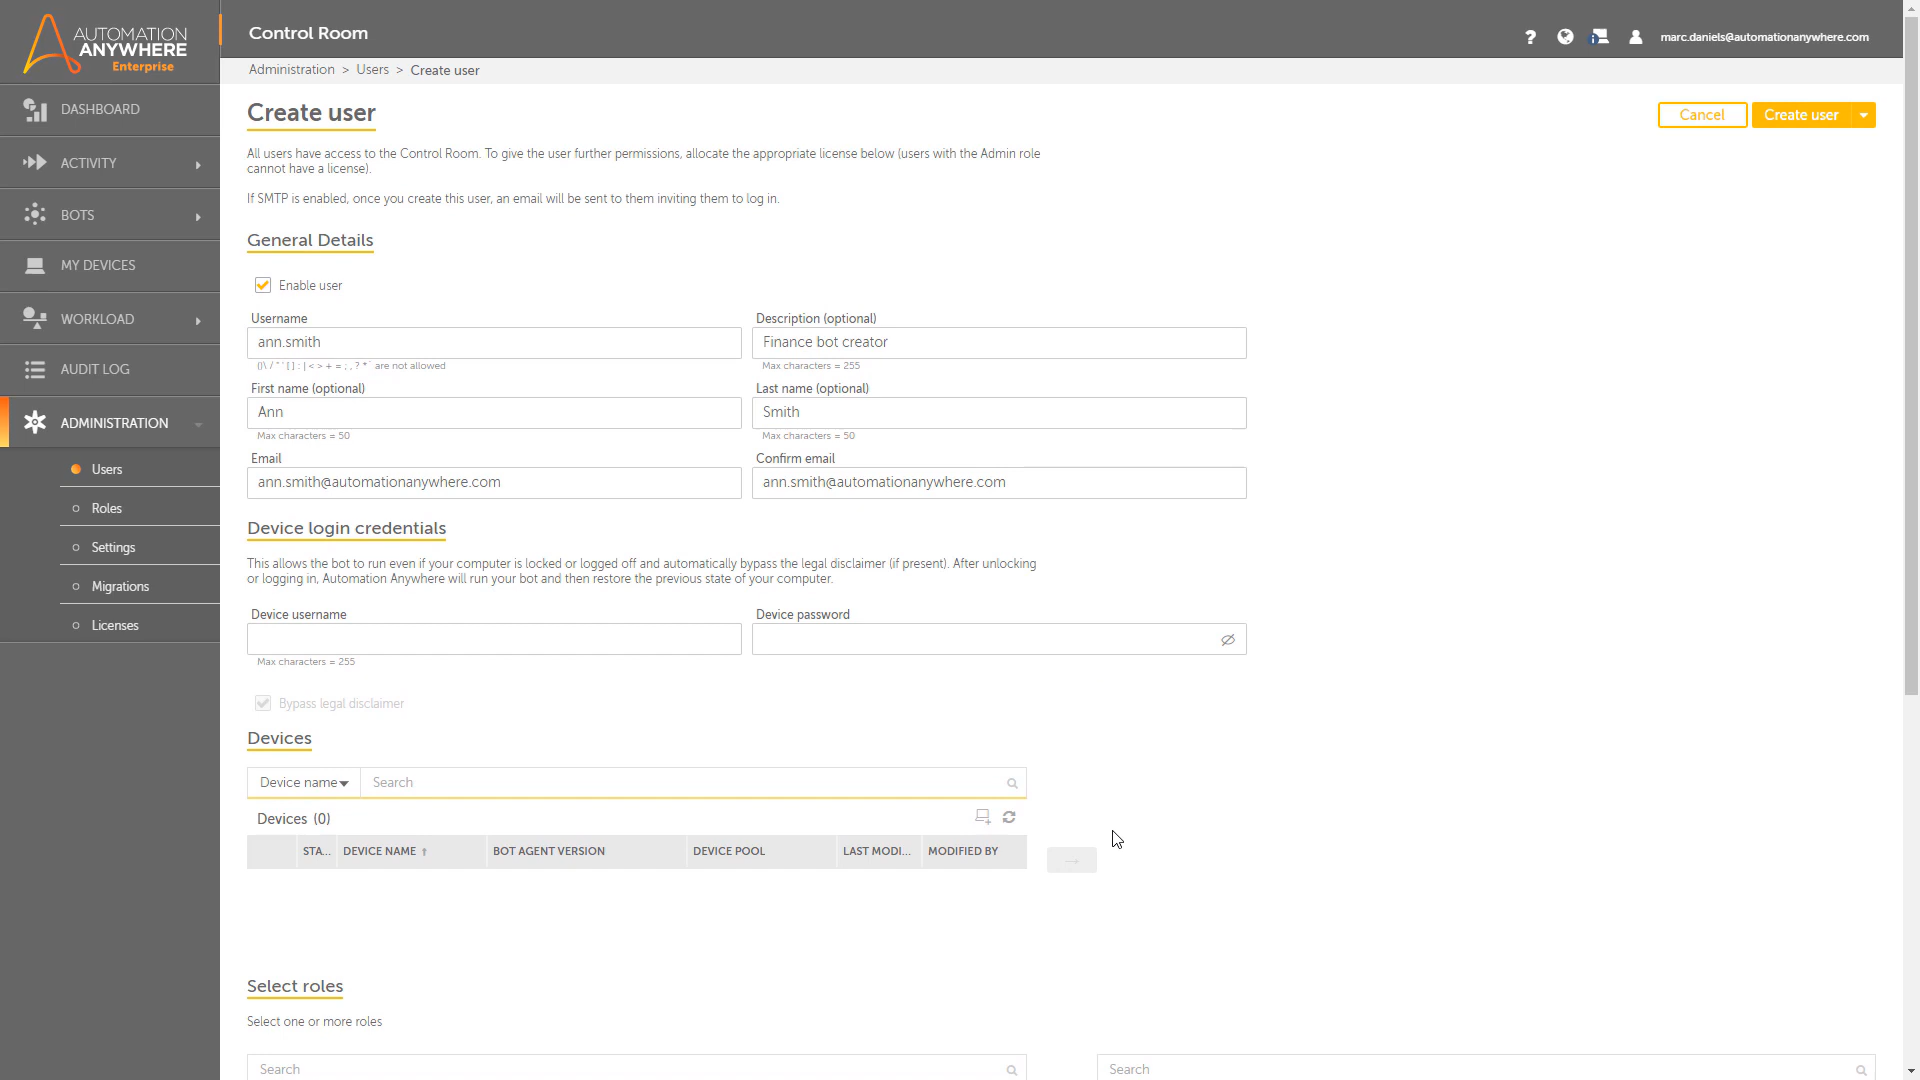 AUTOMATION
ANYWHERE
Enterprise
Control Room
marc.daniels@automationanywhere.com
Administration > Users > Create user
DASHBOARD
ACTIVITY
BOTS
MY DEVICES
WORKLOAD
AUDIT LOG
ADMINISTRATION
Users
Roles
Settings
Migrations
Licenses
Create user
Cancel
Create user
All users have access to the Control Room. To give the user further permissions, allocate the appropriate license below (users with the Admin role
cannot have a license).
If SMTP is enabled, once you create this user, an email will be sent to them inviting them to log in.
General Details
Enable user
Username
Description (optional)
ann.smith
Finance bot creator
are not allowed
Max characters = 255
First name (optional)
Last name (optional)
Ann
Smith
Max characters = 50
Max characters = 50
Email
Confirm email
ann.smith@automationanywhere.com
ann.smith@automationanywhere.com
Device login credentials
This allows the bot to run even if your computer is locked or logged off and automatically bypass the legal disclaimer (if present). After unlocking
or logging in, Automation Anywhere will run your bot and then restore the previous state of your computer.
Device username
Device password
Max characters = 255
Bypass legal disclaimer
Devices
Device name
Search
Devices (0)
STA... DEVICE NAME BOT AGENT VERSION DEVICE POOL LAST MODI... MODIFIED BY
Select roles
Select one or more roles
Search
Search